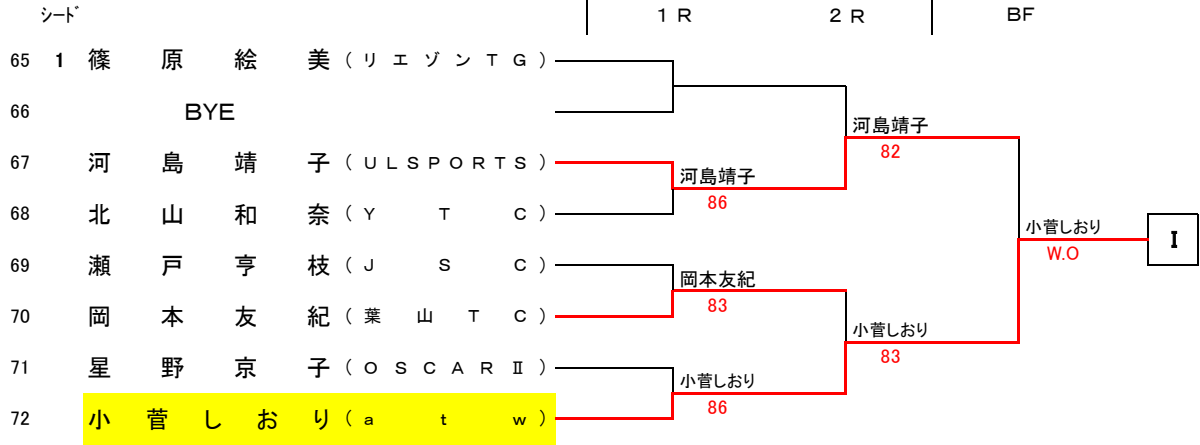 シード 1R 2R BF
65 1 篠原絵美(リエゾンTG)
66 BYE
河島靖子
82
67 河島靖子(ULSPORTS)
河島靖子
86
68 北山和奈(YTC)
小菅しおり
W.O
I
69 瀬戸亨枝(JSC)
岡本友紀
83
70 岡本友紀(葉山TC)
小菅しおり
83
71 星野京子(OSCARⅡ)
小菅しおり
86
72 小菅しおり(atw)